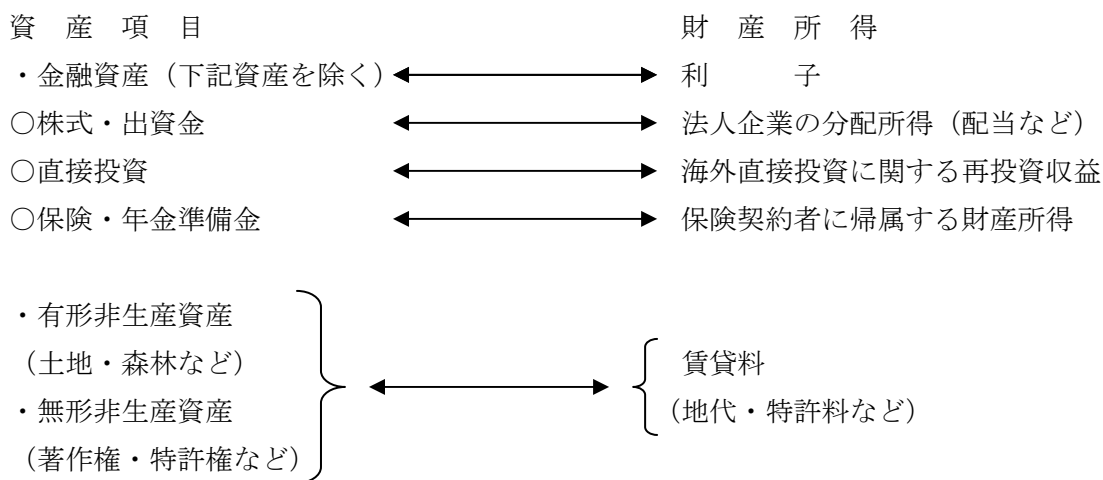 資　産　項　目　財　産　所　得
・金融資産（下記資産を除く）　利　　　子
○株式・出資金　法人企業の分配所得（配当など）
○直接投資　海外直接投資に関する再投資収益
○保険・年金準備金　保険契約者に帰属する財産所得
・有形非生産資産
（土地・森林など）　賃貸料
・無形非生産資産　（地代・特許料など）
（著作権・特許権など）